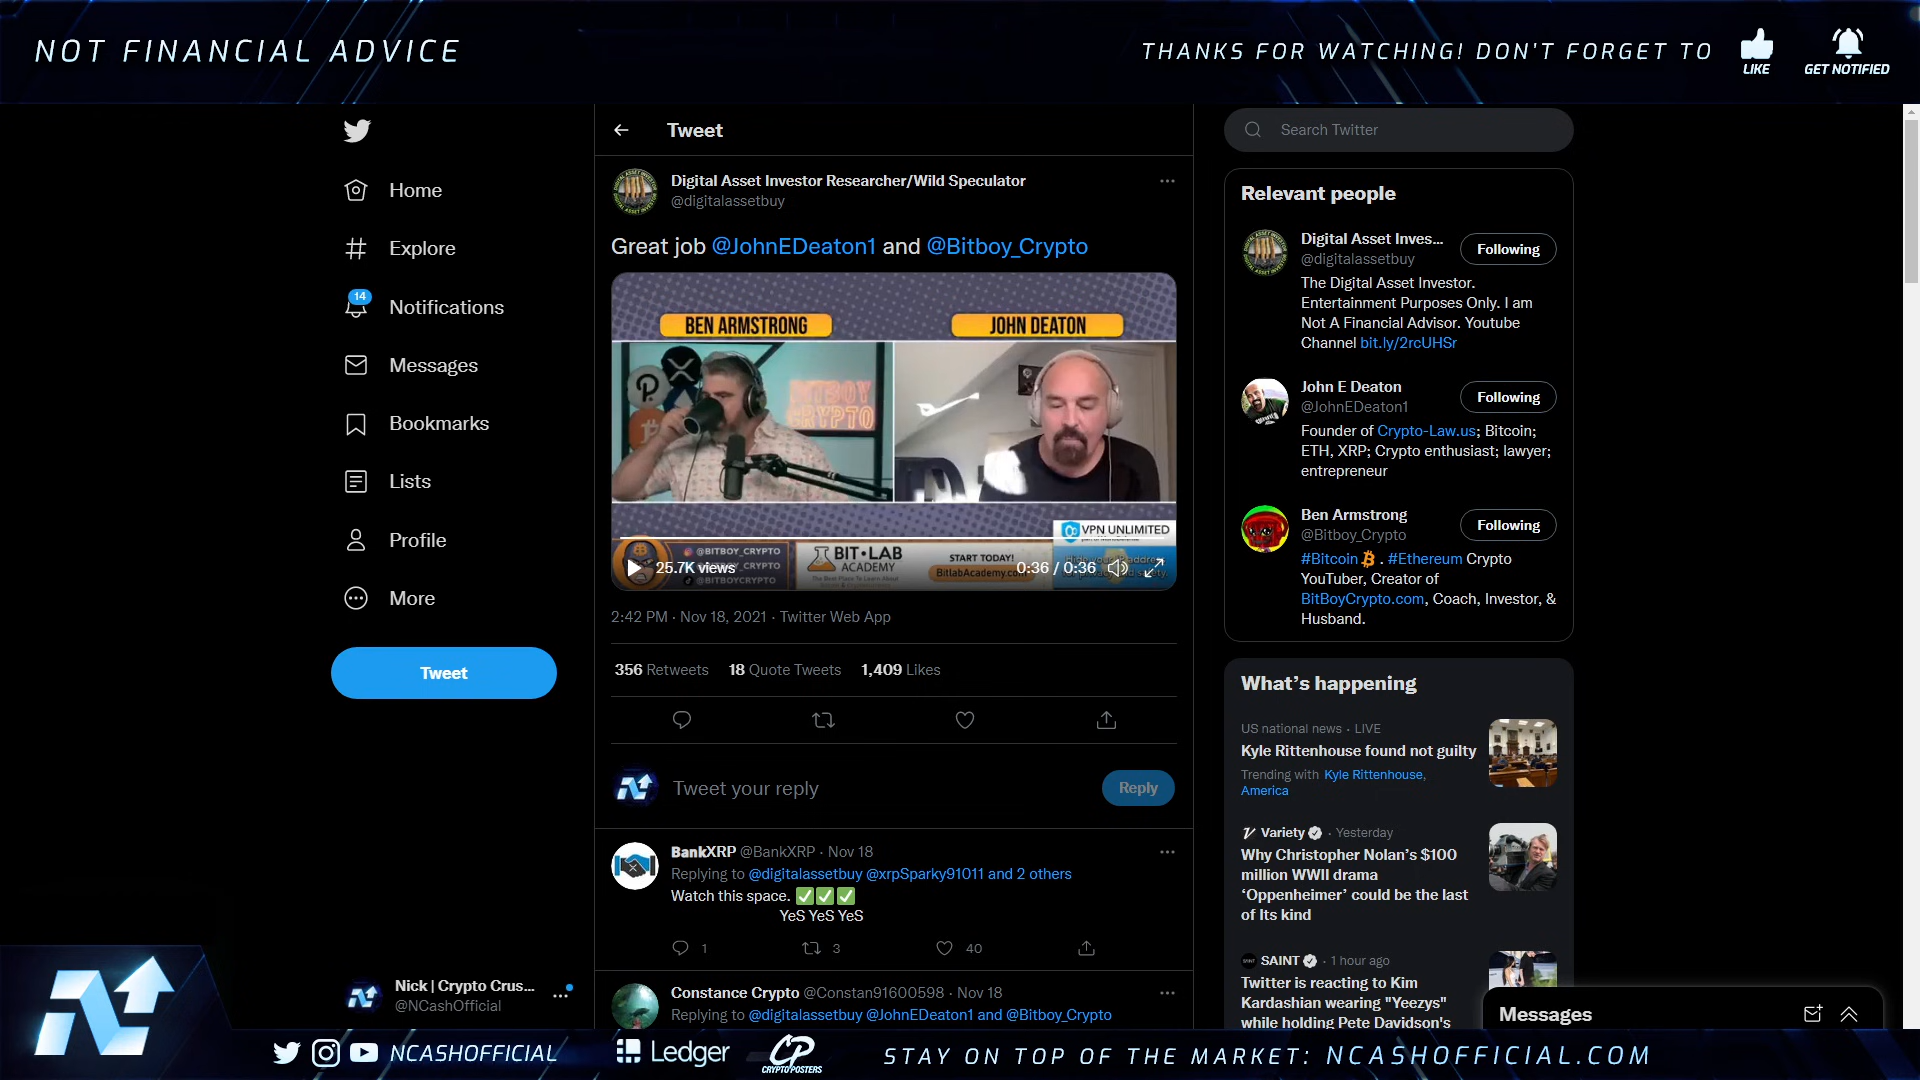 NOT FINANCIAL ADVICE
THANKS FOR WATCHING! DON'T FORGET TO
LIKE
GET NOTIFIED
Home
Explore
14
Notifications
Messages
Bookmarks
Lists
Profile
More
Tweet
Nick | Crypto Crus...
@NCashOfficial
Tweet
Digital Asset Investor Researcher/Wild Speculator
@digitalassetbuy
Great job @JohnEDeaton1 and @Bitboy_Crypto
BEN ARMSTRONG
JOHN DEATON
BITBOY
CRYPTO
VPN UNLIMITED
@BITBOY_CRYPTO
@BITBOY_CRYPTO
@BITBOYCRYPTO
BIT•LAB
ACADEMY
START TODAY!
BitlabAcademy.com
25.7K views
0:36 / 0:36
2:42 PM · Nov 18, 2021 · Twitter Web App
356 Retweets 18 Quote Tweets 1,409 Likes
Tweet your reply
Reply
BankXRP @BankXRP · Nov 18
Replying to @digitalassetbuy @xrpSparky91011 and 2 others
Watch this space. ✅✅✅
YeS YeS YeS
1 3 40
Constance Crypto @Constan91600598 · Nov 18
Replying to @digitalassetbuy @JohnEDeaton1 and @Bitboy_Crypto
Search Twitter
Relevant people
Digital Asset Inves...
@digitalassetbuy
Following
The Digital Asset Investor.
Entertainment Purposes Only. I am
Not A Financial Advisor. Youtube
Channel bit.ly/2rcUHSr
John E Deaton
@JohnEDeaton1
Following
Founder of Crypto-Law.us; Bitcoin;
ETH, XRP; Crypto enthusiast; lawyer;
entrepreneur
Ben Armstrong
@Bitboy_Crypto
Following
#Bitcoin . #Ethereum Crypto
YouTuber, Creator of
BitBoyCrypto.com, Coach, Investor, &
Husband.
What's happening
US national news · LIVE
Kyle Rittenhouse found not guilty
Trending with Kyle Rittenhouse,
America
Variety · Yesterday
Why Christopher Nolan's $100
million WWII drama
'Oppenheimer' could be the last
of Its kind
SAINT · 1 hour ago
Twitter is reacting to Kim
Kardashian wearing "Yeezys"
while holding Pete Davidson's
Messages
NCASHOFFICIAL
Ledger
CP
CRYPTOPOSTERS
STAY ON TOP OF THE MARKET: NCASHOFFICIAL.COM